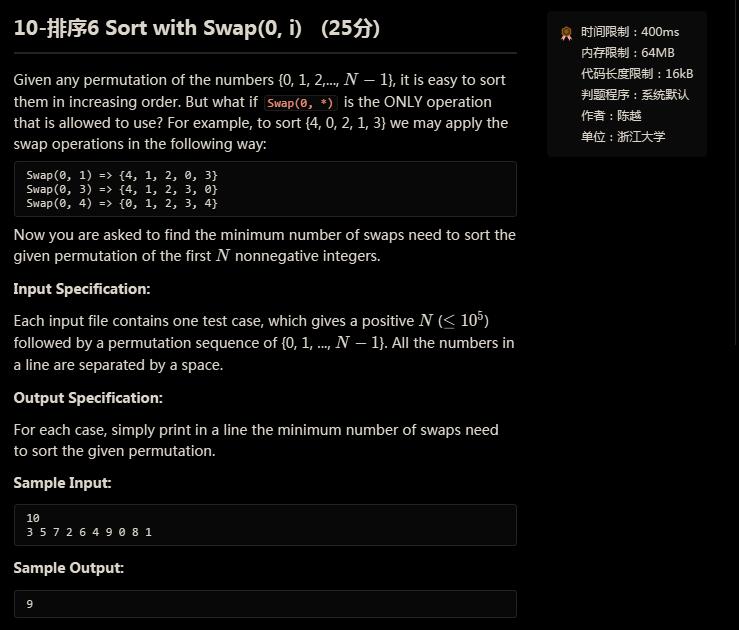 10-排序6 Sort with Swap(0, i) (25分)
Given any permutation of the numbers {0, 1, 2,..., N − 1}, it is easy to sort
them in increasing order. But what if Swap(0, *) is the ONLY operation
that is allowed to use? For example, to sort {4, 0, 2, 1, 3} we may apply the
swap operations in the following way:
Swap(0, 1) => {4, 1, 2, 0, 3}
Swap(0, 3) => {4, 1, 2, 3, 0}
Swap(0, 4) => {0, 1, 2, 3, 4}
Now you are asked to find the minimum number of swaps need to sort the
given permutation of the first N nonnegative integers.
Input Specification:
Each input file contains one test case, which gives a positive N (≤ 10⁵)
followed by a permutation sequence of {0, 1, ..., N − 1}. All the numbers in
a line are separated by a space.
Output Specification:
For each case, simply print in a line the minimum number of swaps need
to sort the given permutation.
Sample Input:
10
3 5 7 2 6 4 9 0 8 1
Sample Output:
9
时间限制：400ms
内存限制：64MB
代码长度限制：16kB
判题程序：系统默认
作者：陈越
单位：浙江大学